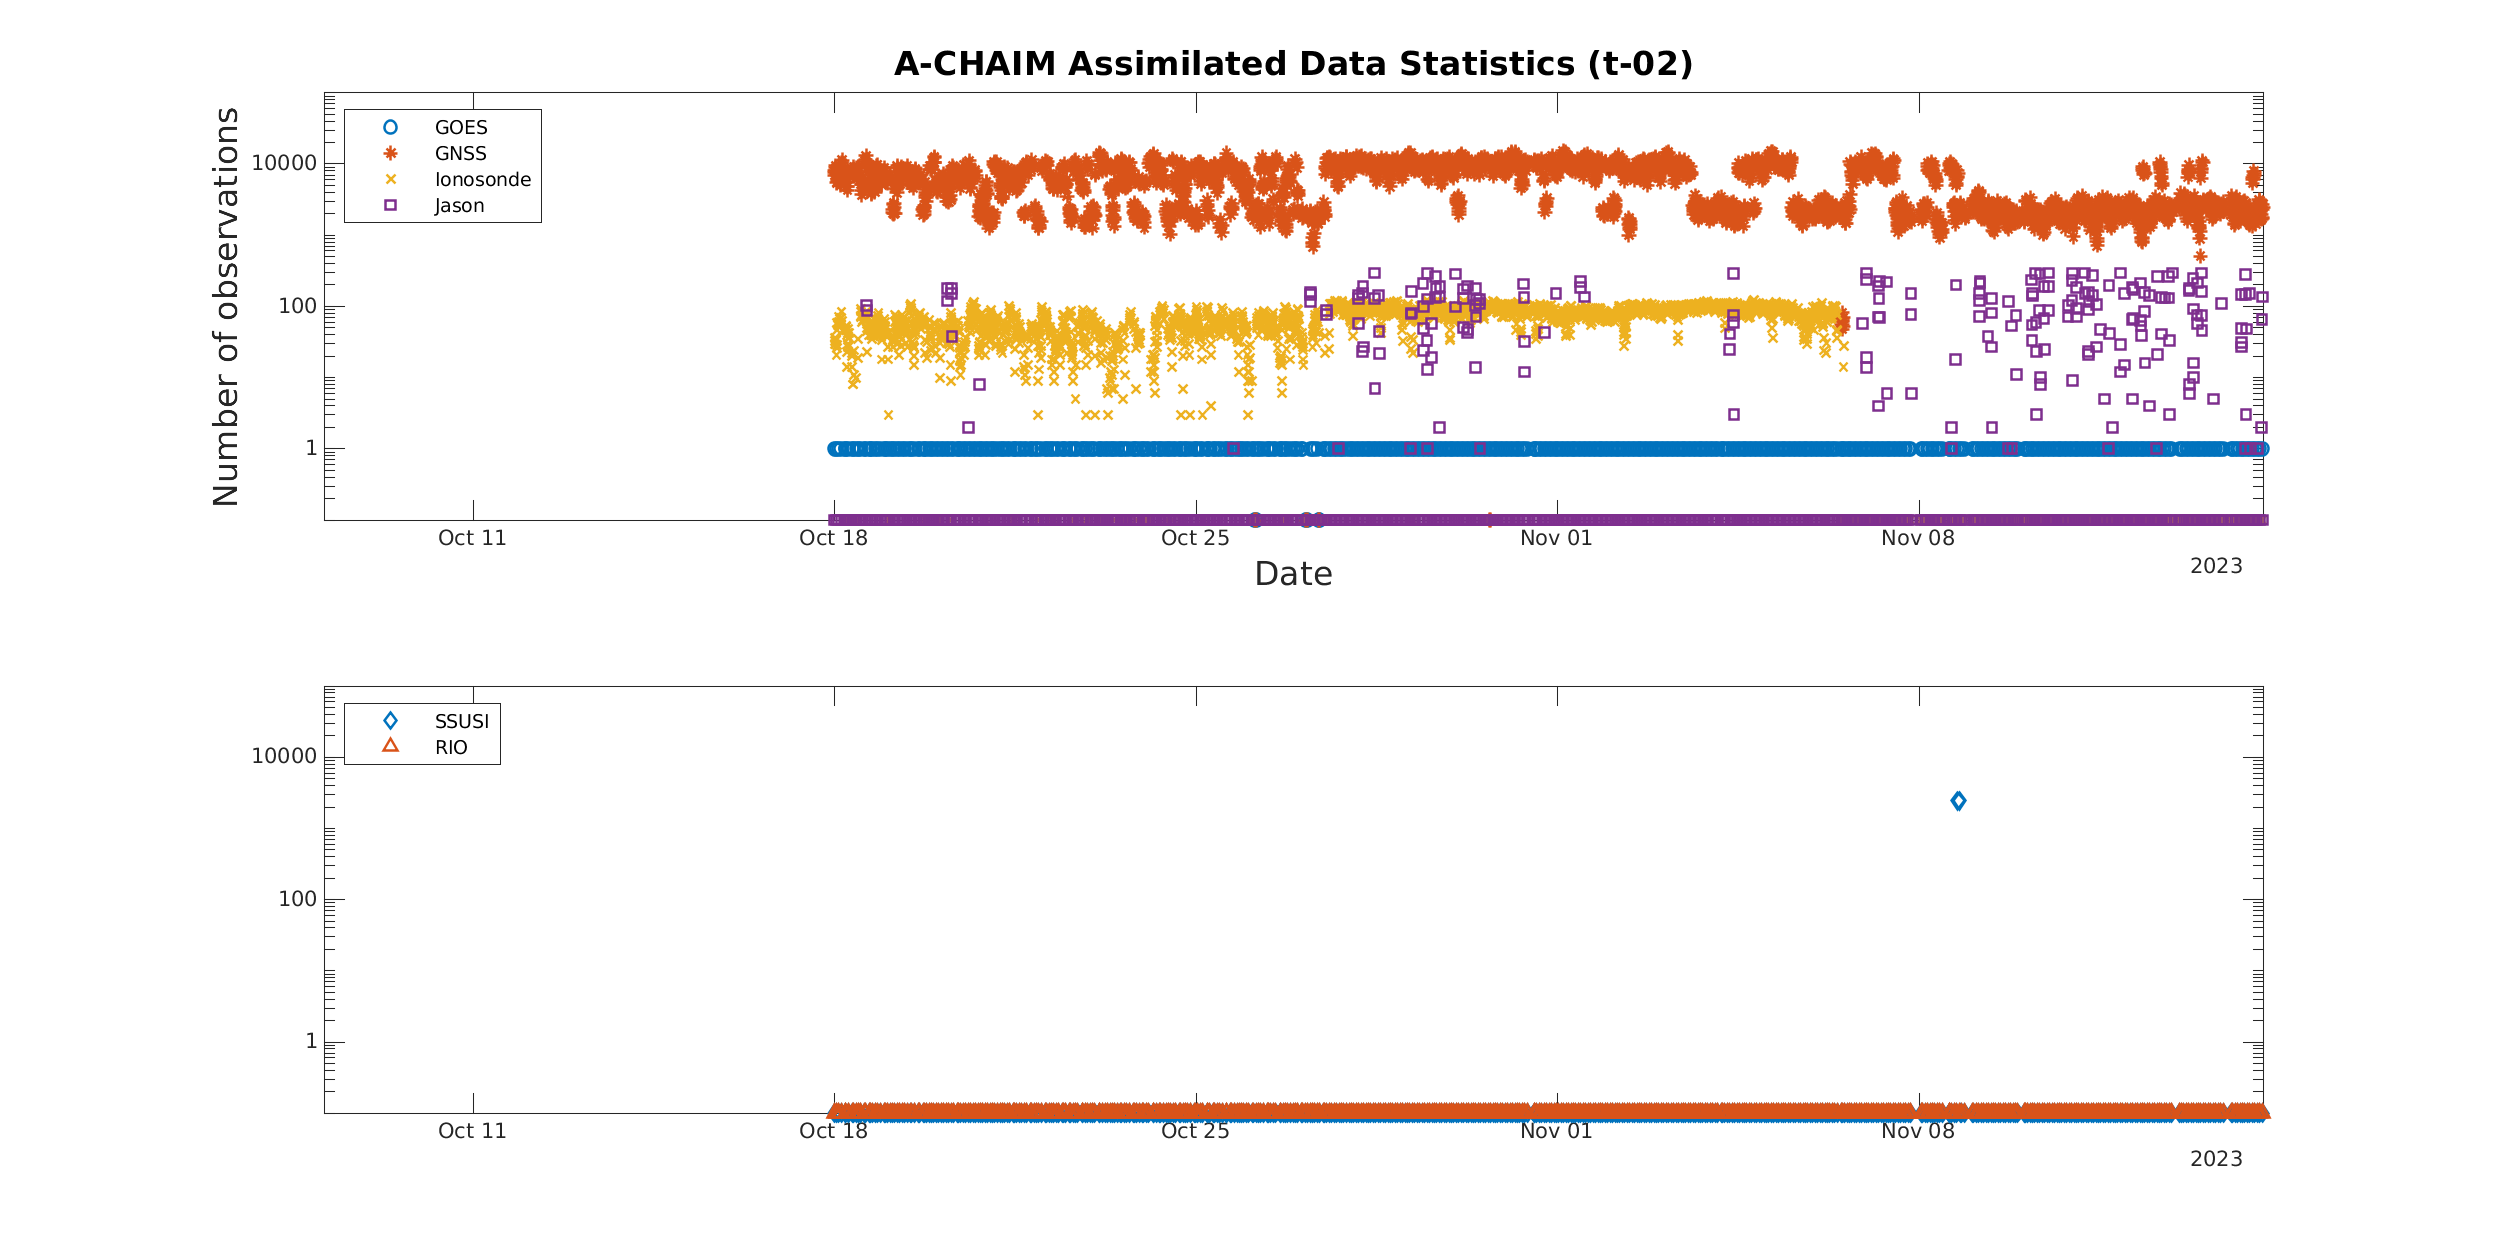 A-CHAIM Assimilated Data Statistics (t-02)
Number of observations
10000
100
1
GOES
GNSS
Ionosonde
Jason
Oct 11
Oct 18
Oct 25
Nov 01
Nov 08
2023
Date
10000
100
1
SSUSI
RIO
Oct 11
Oct 18
Oct 25
Nov 01
Nov 08
2023